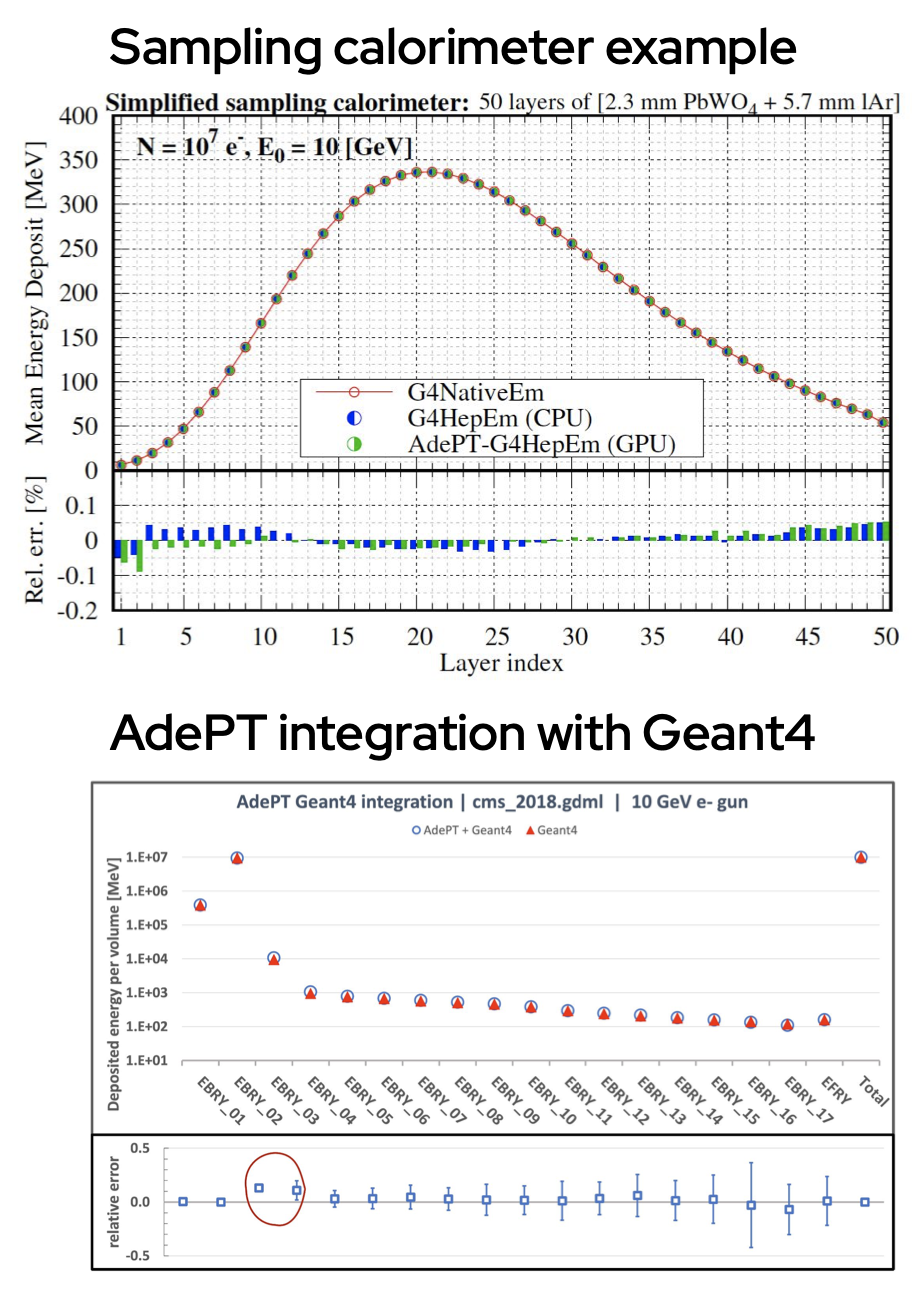 Sampling calorimeter example
Simplified sampling calorimeter: 50 layers of [2.3 mm PbWO4 + 5.7 mm lAr]
N = 10^7 e-, E0 = 10 [GeV]
Mean Energy Deposit [MeV]
400
350
300
250
200
150
100
50
0
G4NativeEm
G4HepEm (CPU)
AdePT-G4HepEm (GPU)
Rel. err. [%]
0.1
0
-0.1
-0.2
1 5 10 15 20 25 30 35 40 45 50
Layer index
AdePT integration with Geant4
AdePT Geant4 integration | cms_2018.gdml | 10 GeV e- gun
AdePT + Geant4 Geant4
Deposited energy per volume [MeV]
1.E+07
1.E+06
1.E+05
1.E+04
1.E+03
1.E+02
1.E+01
EBRY_01 EBRY_02 EBRY_03 EBRY_04 EBRY_05 EBRY_06 EBRY_07 EBRY_08 EBRY_09 EBRY_10 EBRY_11 EBRY_12 EBRY_13 EBRY_14 EBRY_15 EBRY_16 EBRY_17 EFRY Total
relative error
0.5
0.0
-0.5